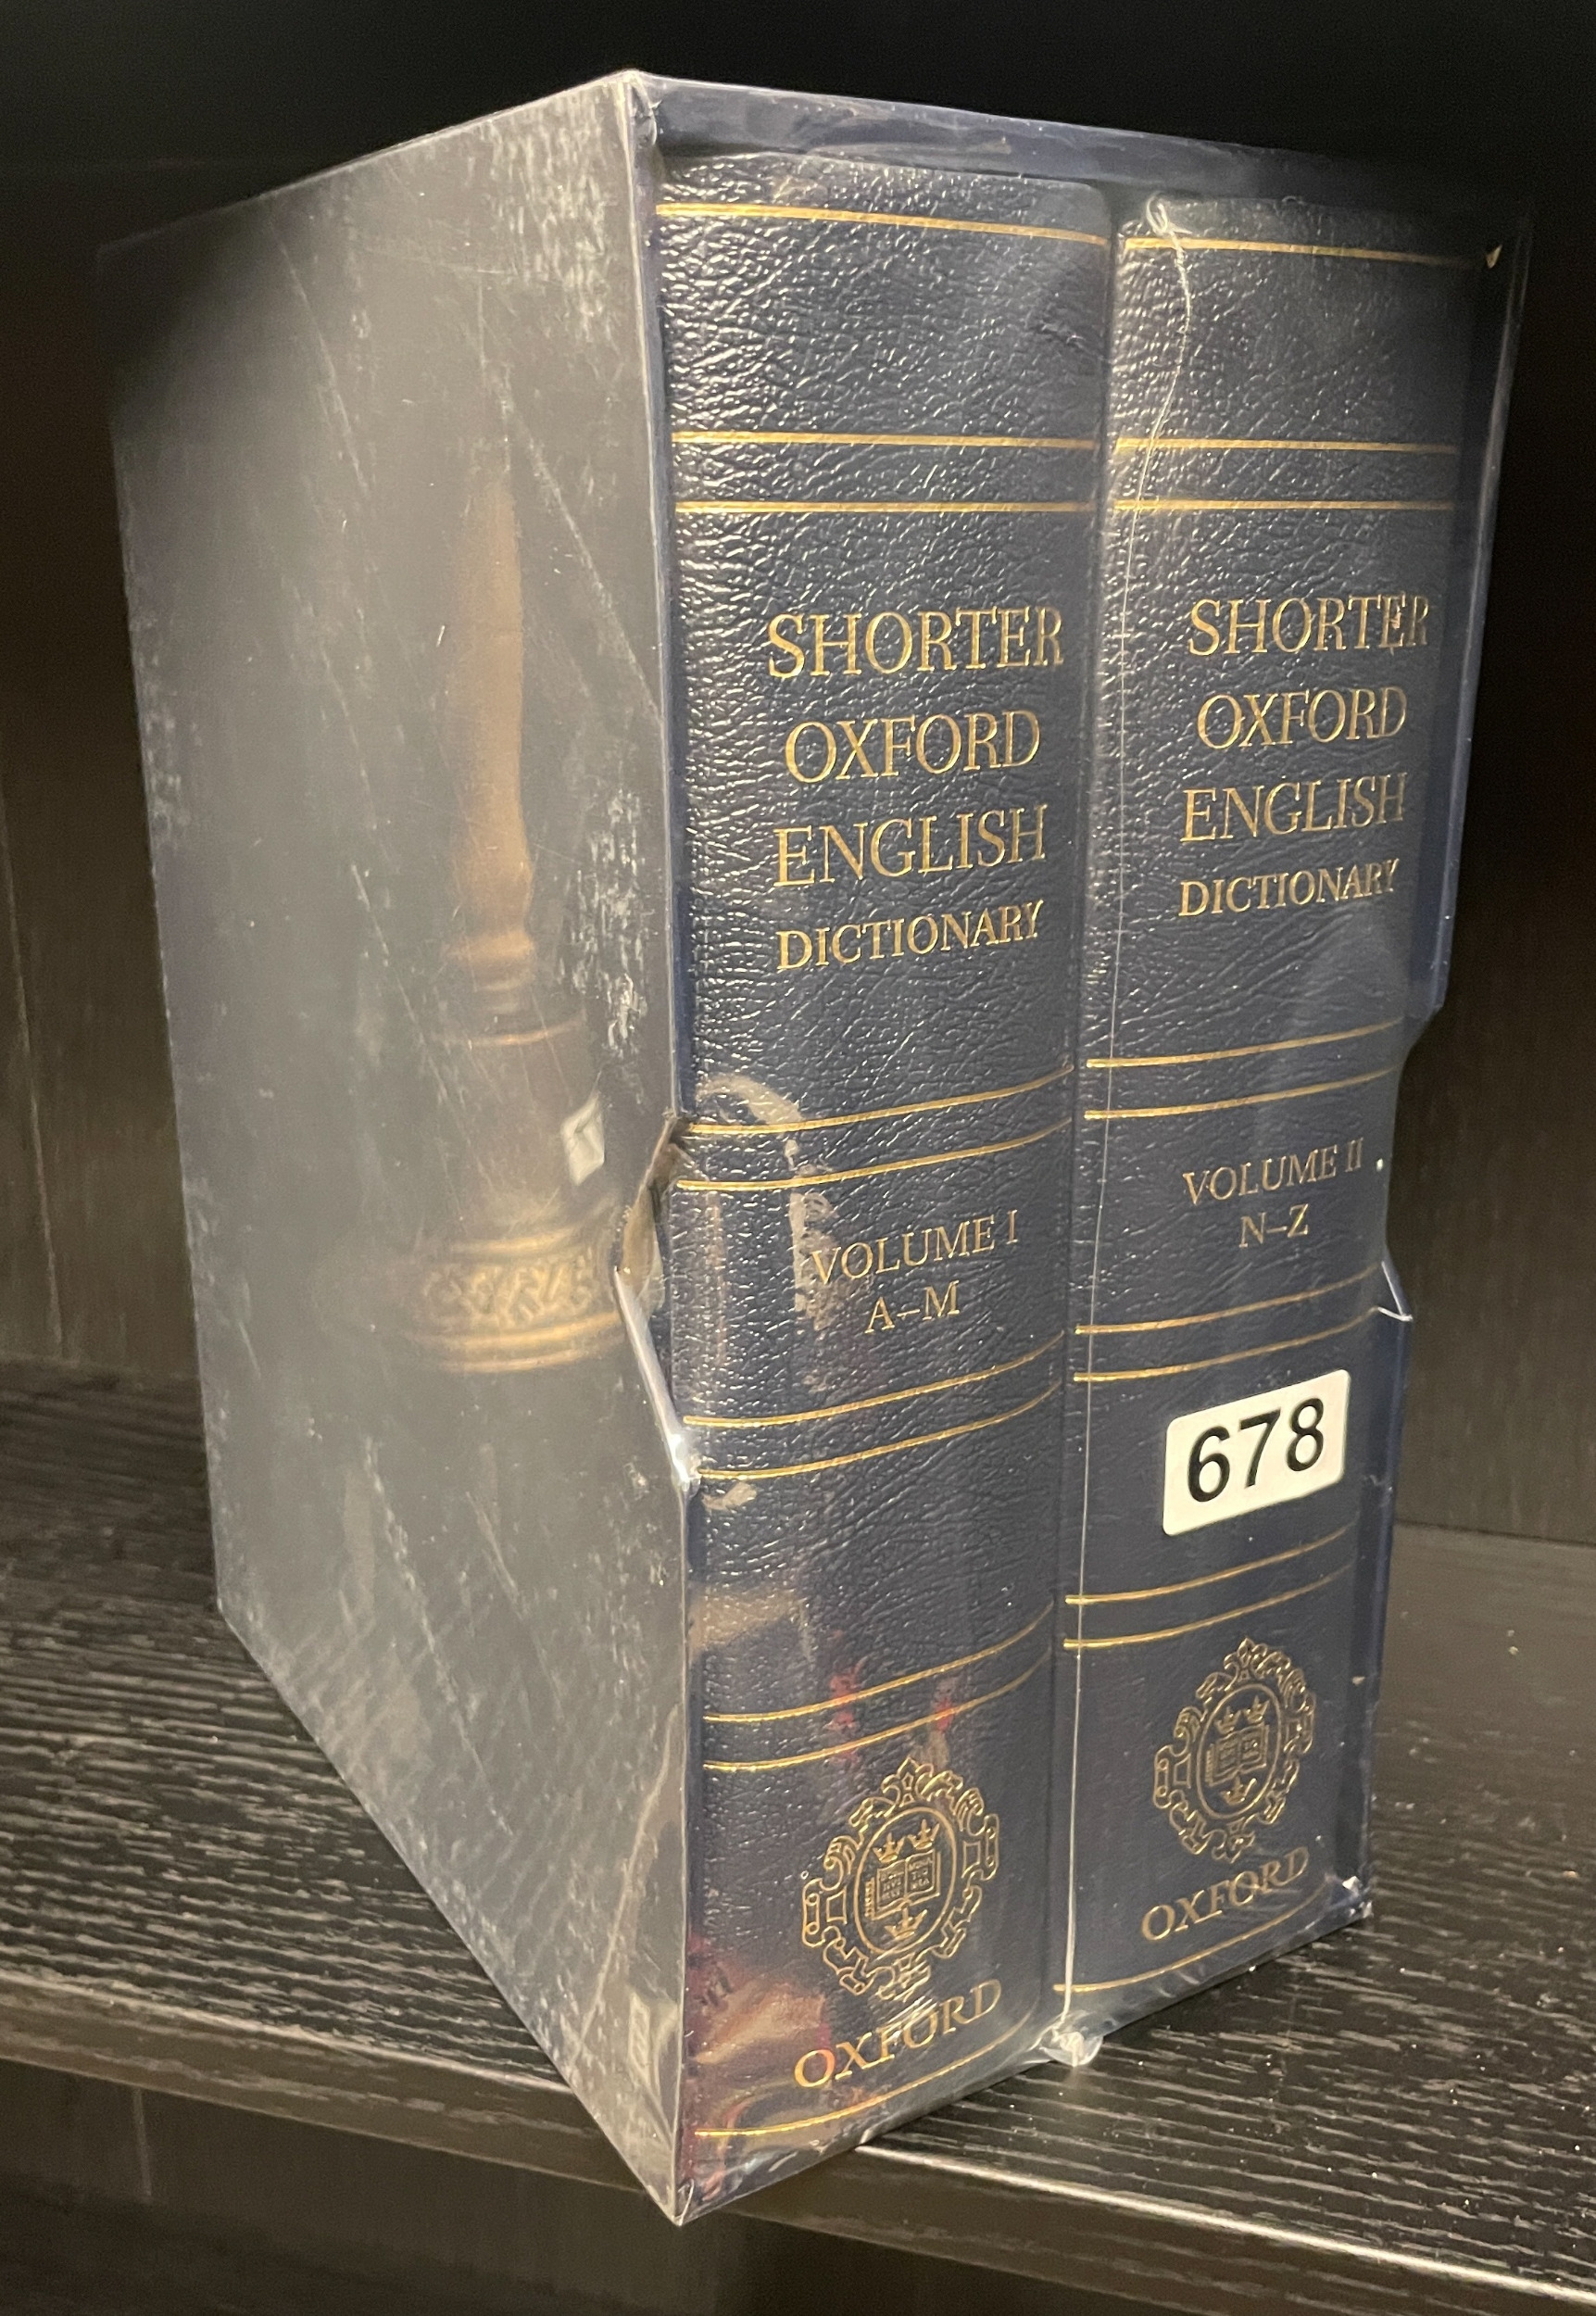 SHORTER
OXFORD
ENGLISH
DICTIONARY
VOLUME I
A–M
OXFORD
SHORTER
OXFORD
ENGLISH
DICTIONARY
VOLUME II
N–Z
678
OXFORD